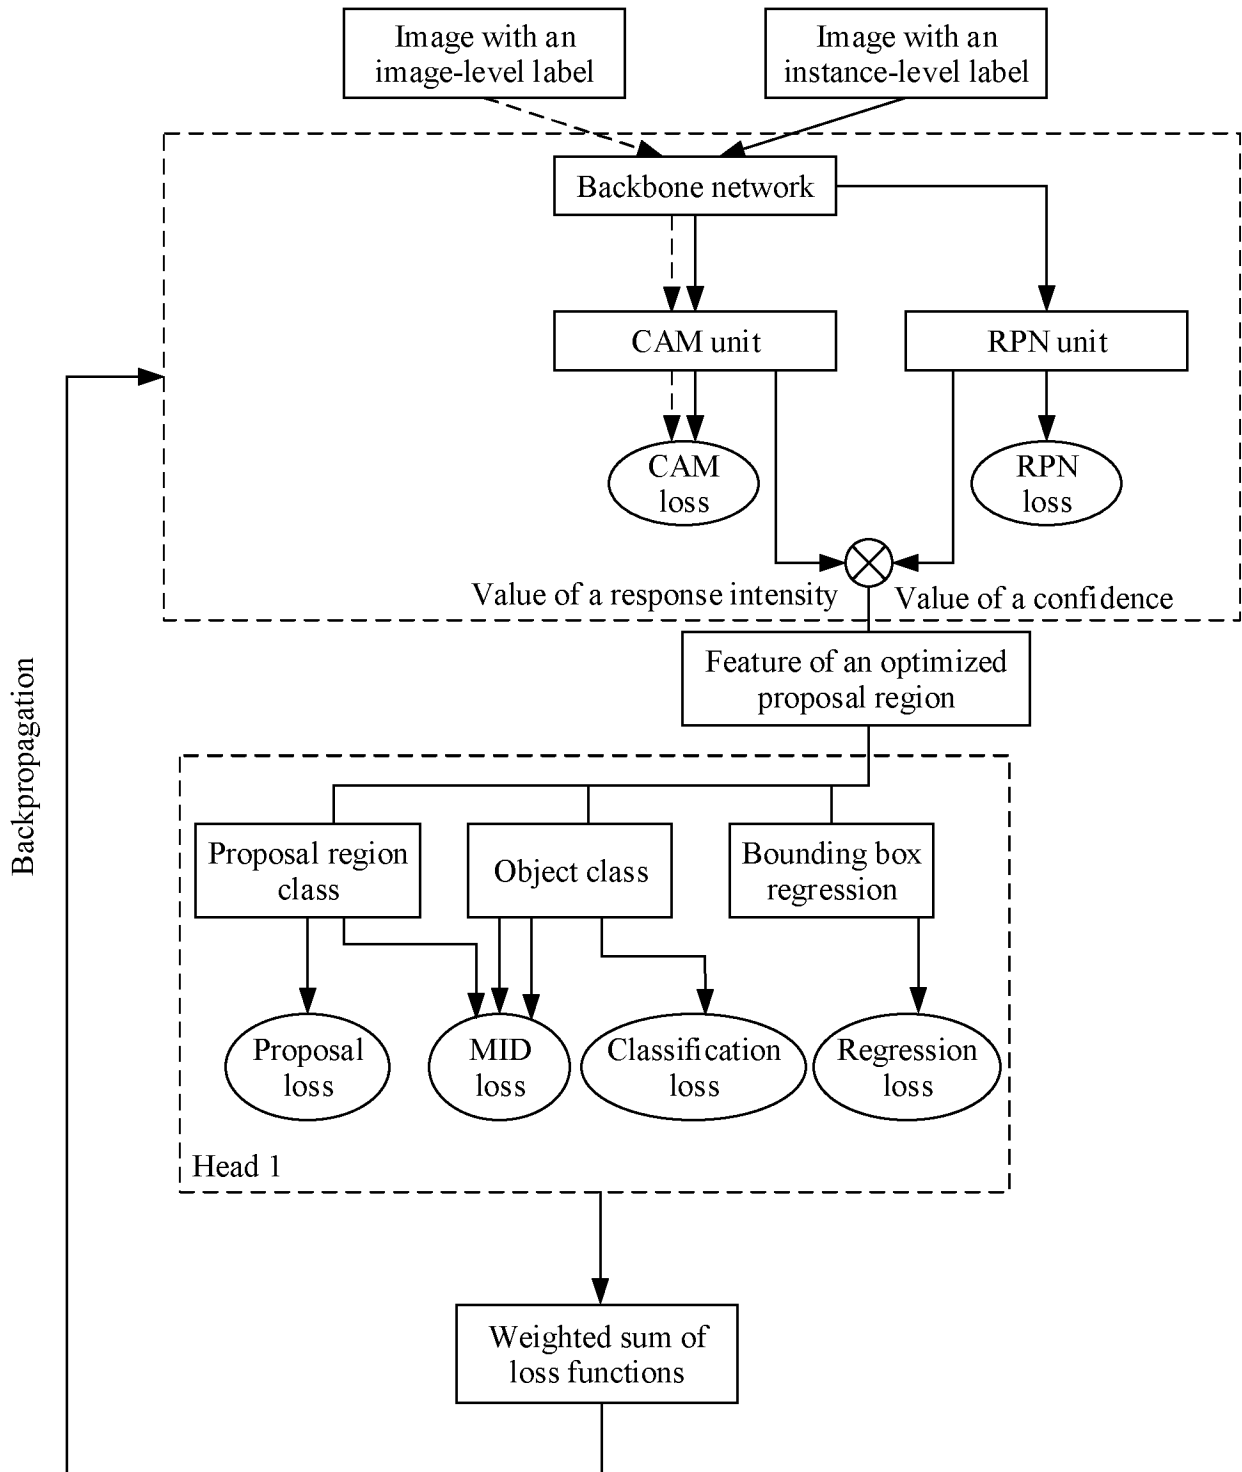 Image with an
image-level label
Image with an
instance-level label
Backbone network
CAM unit
RPN unit
CAM
loss
RPN
loss
Value of a response intensity
Value of a confidence
Feature of an optimized
proposal region
Backpropagation
Proposal region
class
Object class
Bounding box
regression
Proposal
loss
MID
loss
Classification
loss
Regression
loss
Head 1
Weighted sum of
loss functions